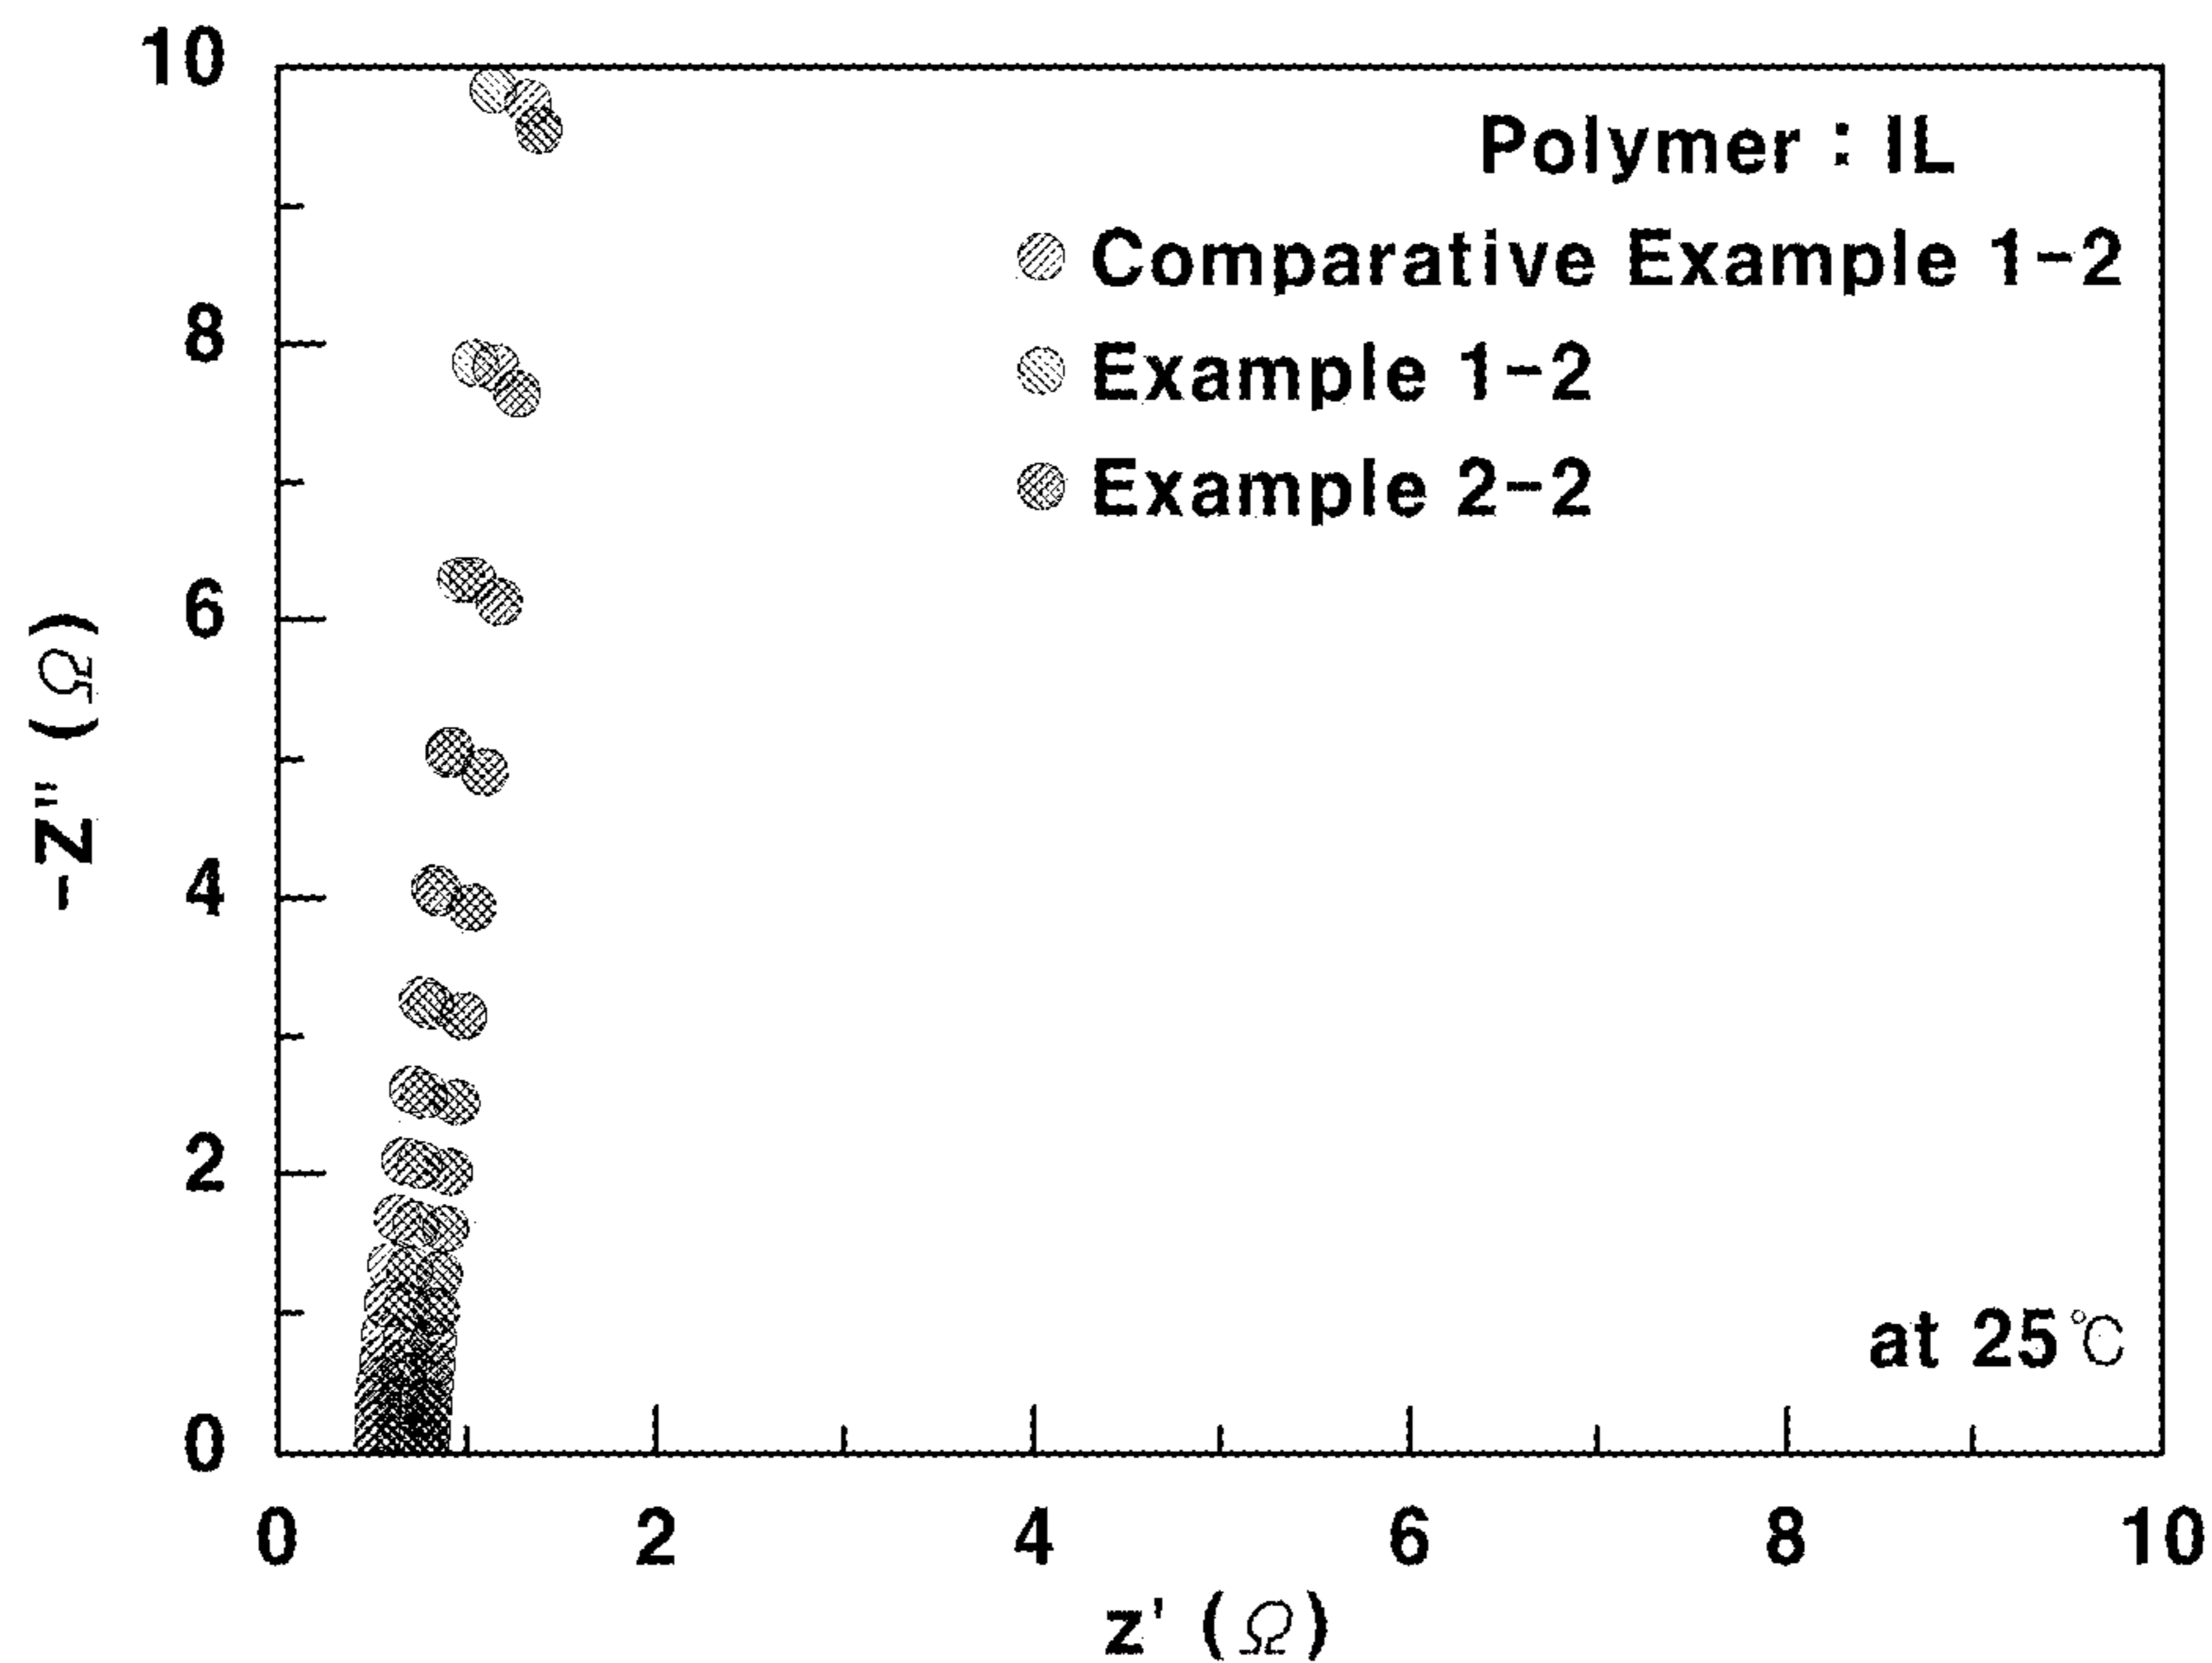 10
8
6
4
2
0
-Z" (Ω)
Polymer : IL
Comparative Example 1-2
Example 1-2
Example 2-2
at 25℃
0 2 4 6 8 10
z' (Ω)